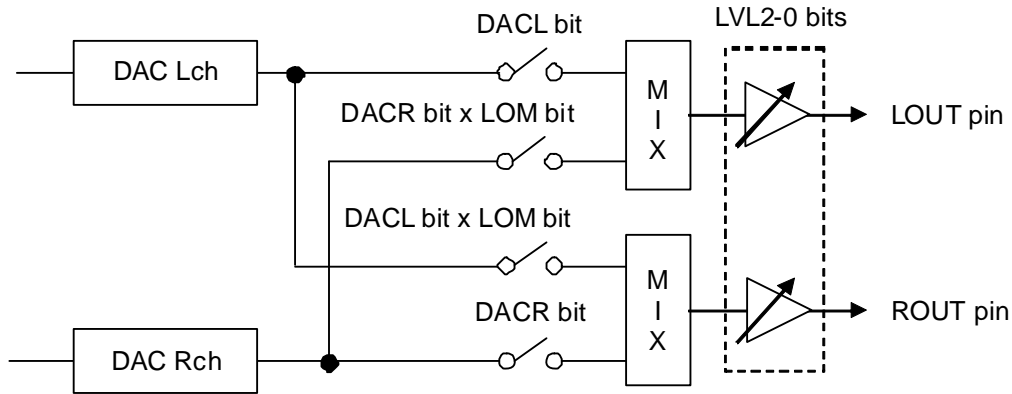 LVL2-0 bits
DACL bit
DAC Lch
M
I
X
LOUT pin
DACR bit x LOM bit
DACL bit x LOM bit
M
I
X
DACR bit
ROUT pin
DAC Rch